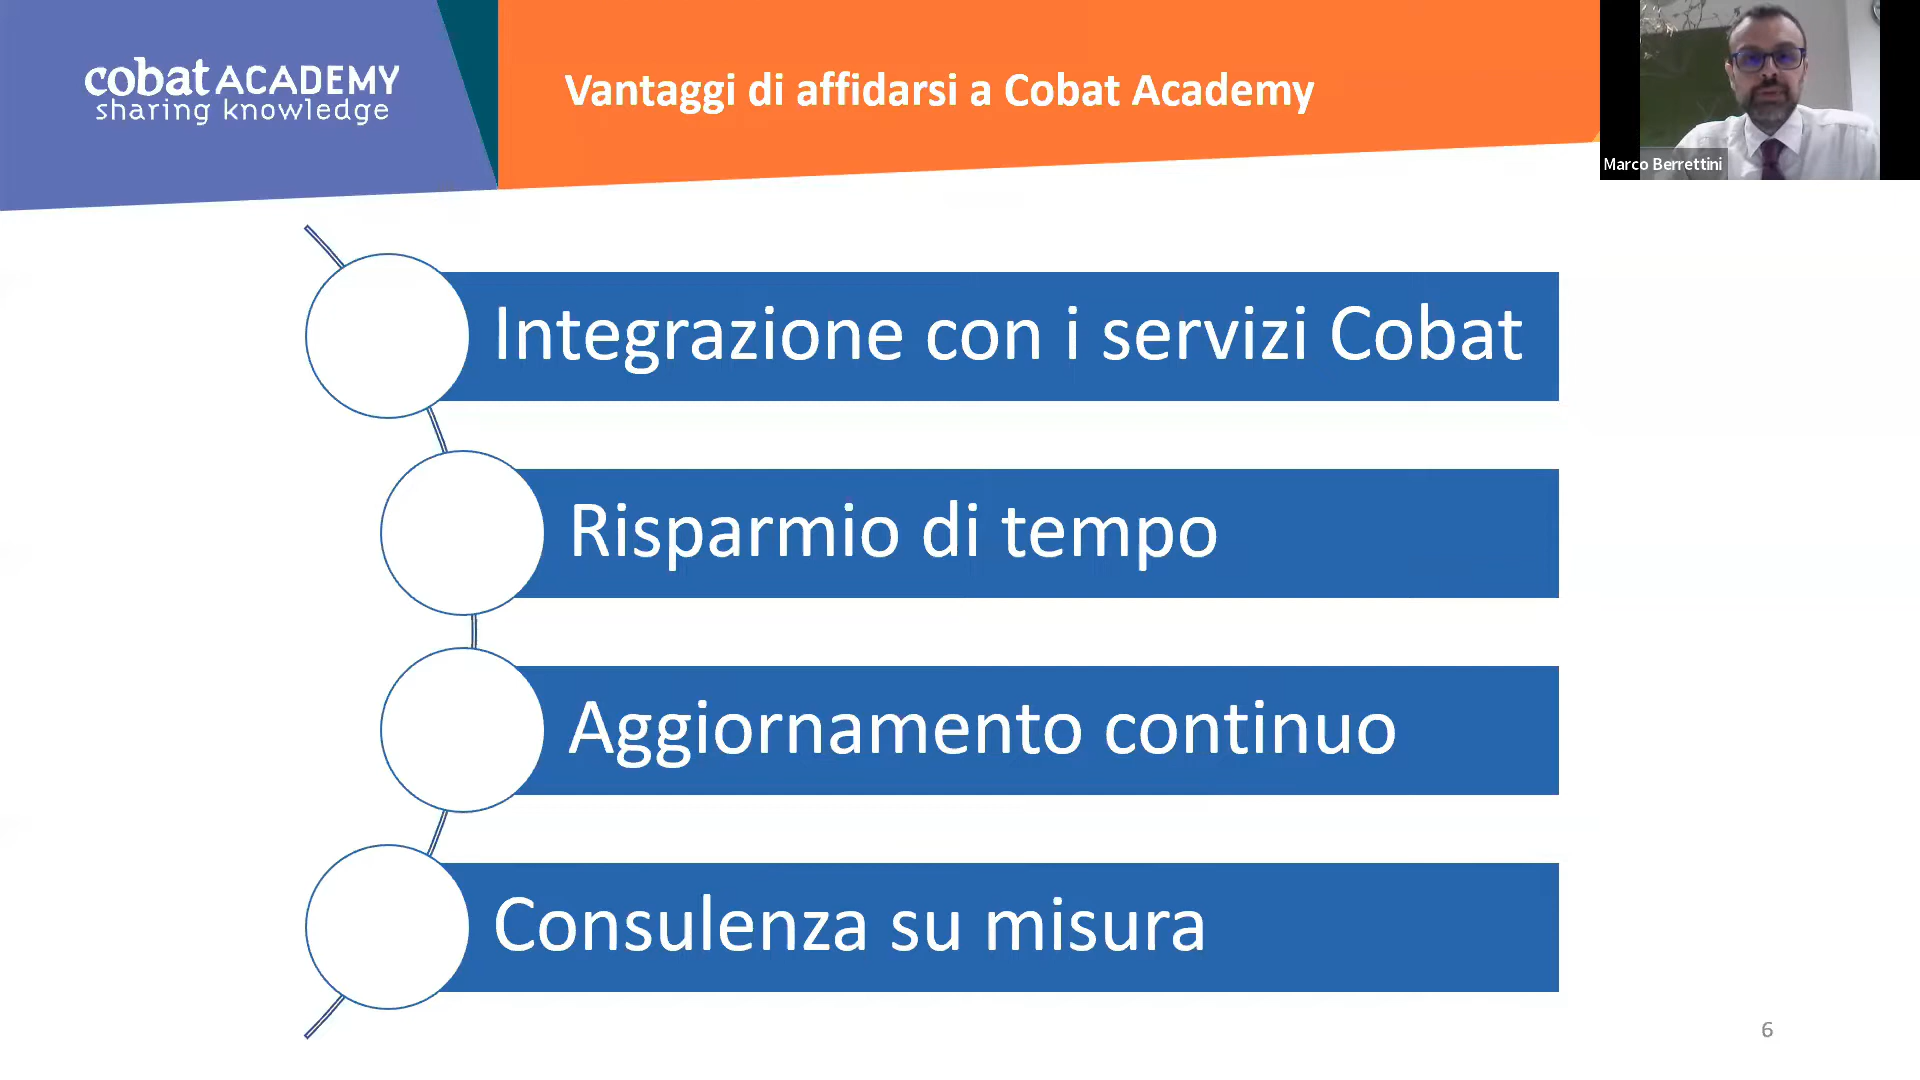 cobat ACADEMY
sharing knowledge
Vantaggi di affidarsi a Cobat Academy
Marco Berrettini
Integrazione con i servizi Cobat
Risparmio di tempo
Aggiornamento continuo
Consulenza su misura
6